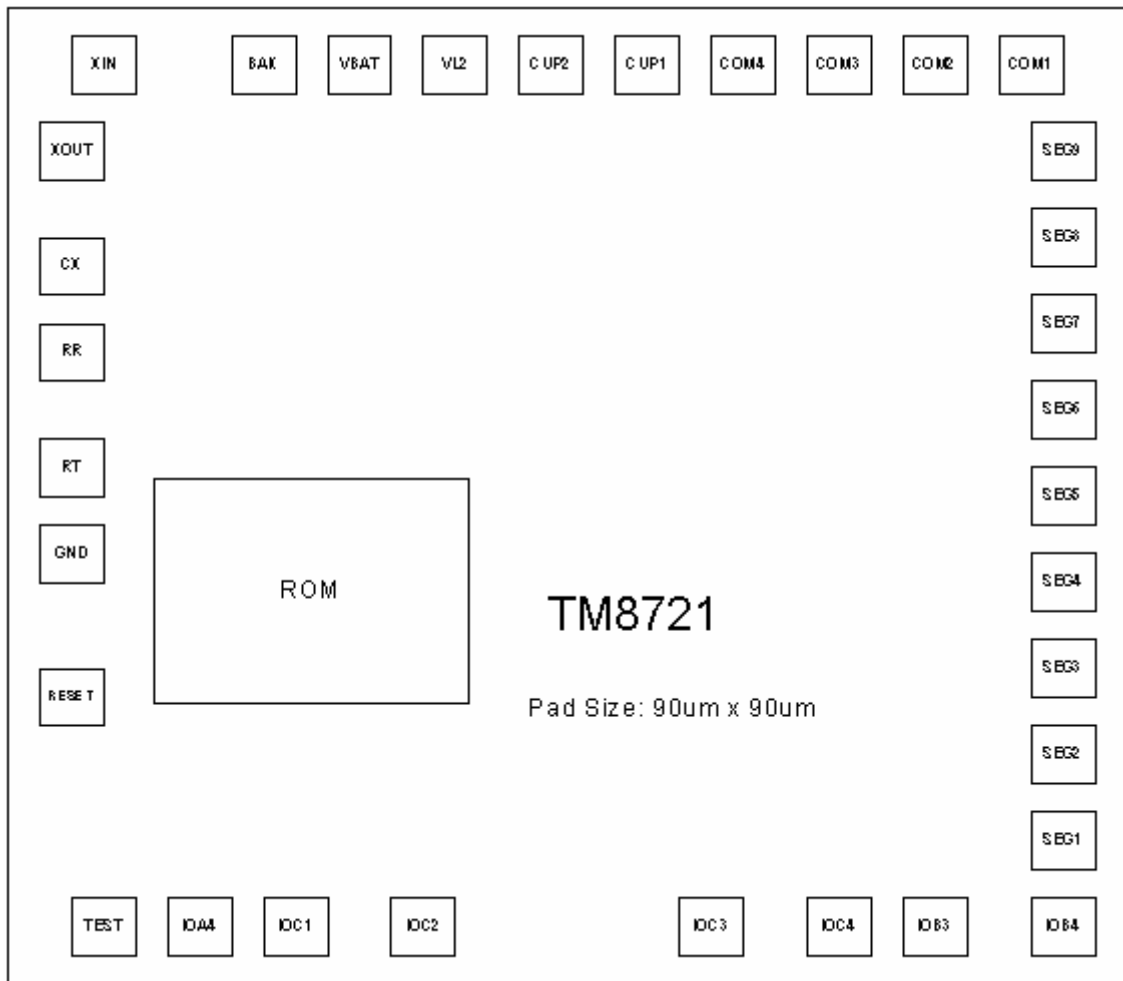 XIN BAK VBAT VL2 CUP2 CUP1 COM4 COM3 COM2 COM1
XOUT SEG9
SEG8
CX
SEG7
RR
SEG6
RT
SEG5
GND
SEG4
ROM
TM8721
SEG3
RESET
Pad Size: 90um x 90um
SEG2
SEG1
TEST IOA4 IOC1 IOC2 IOC3 IOC4 IOB3 IOB4